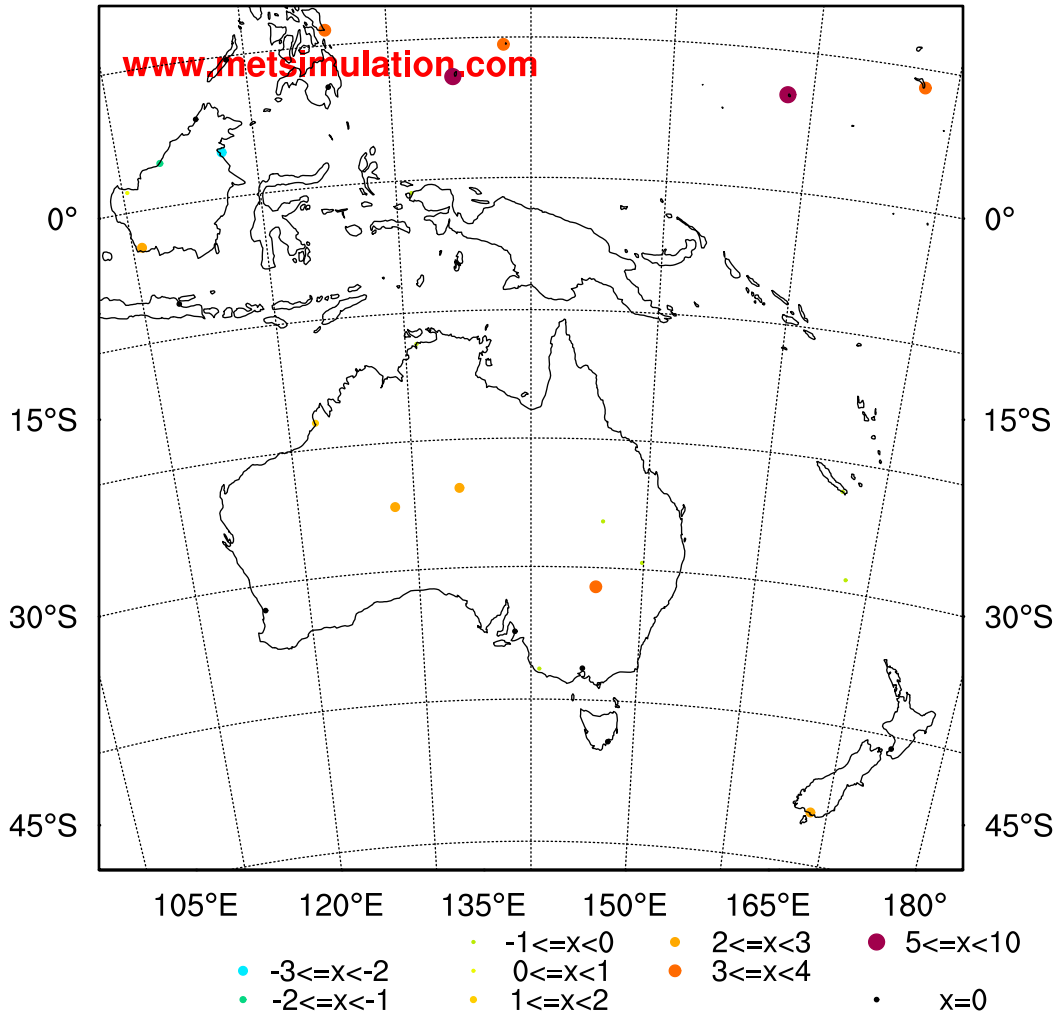 www.metsimulation.com
0° 0°
15°S 15°S
30°S 30°S
45°S 45°S
105°E 120°E 135°E 150°E 165°E 180°
-1<=x<0 2<=x<3 5<=x<10
-3<=x<-2 0<=x<1 3<=x<4
-2<=x<-1 1<=x<2 x=0